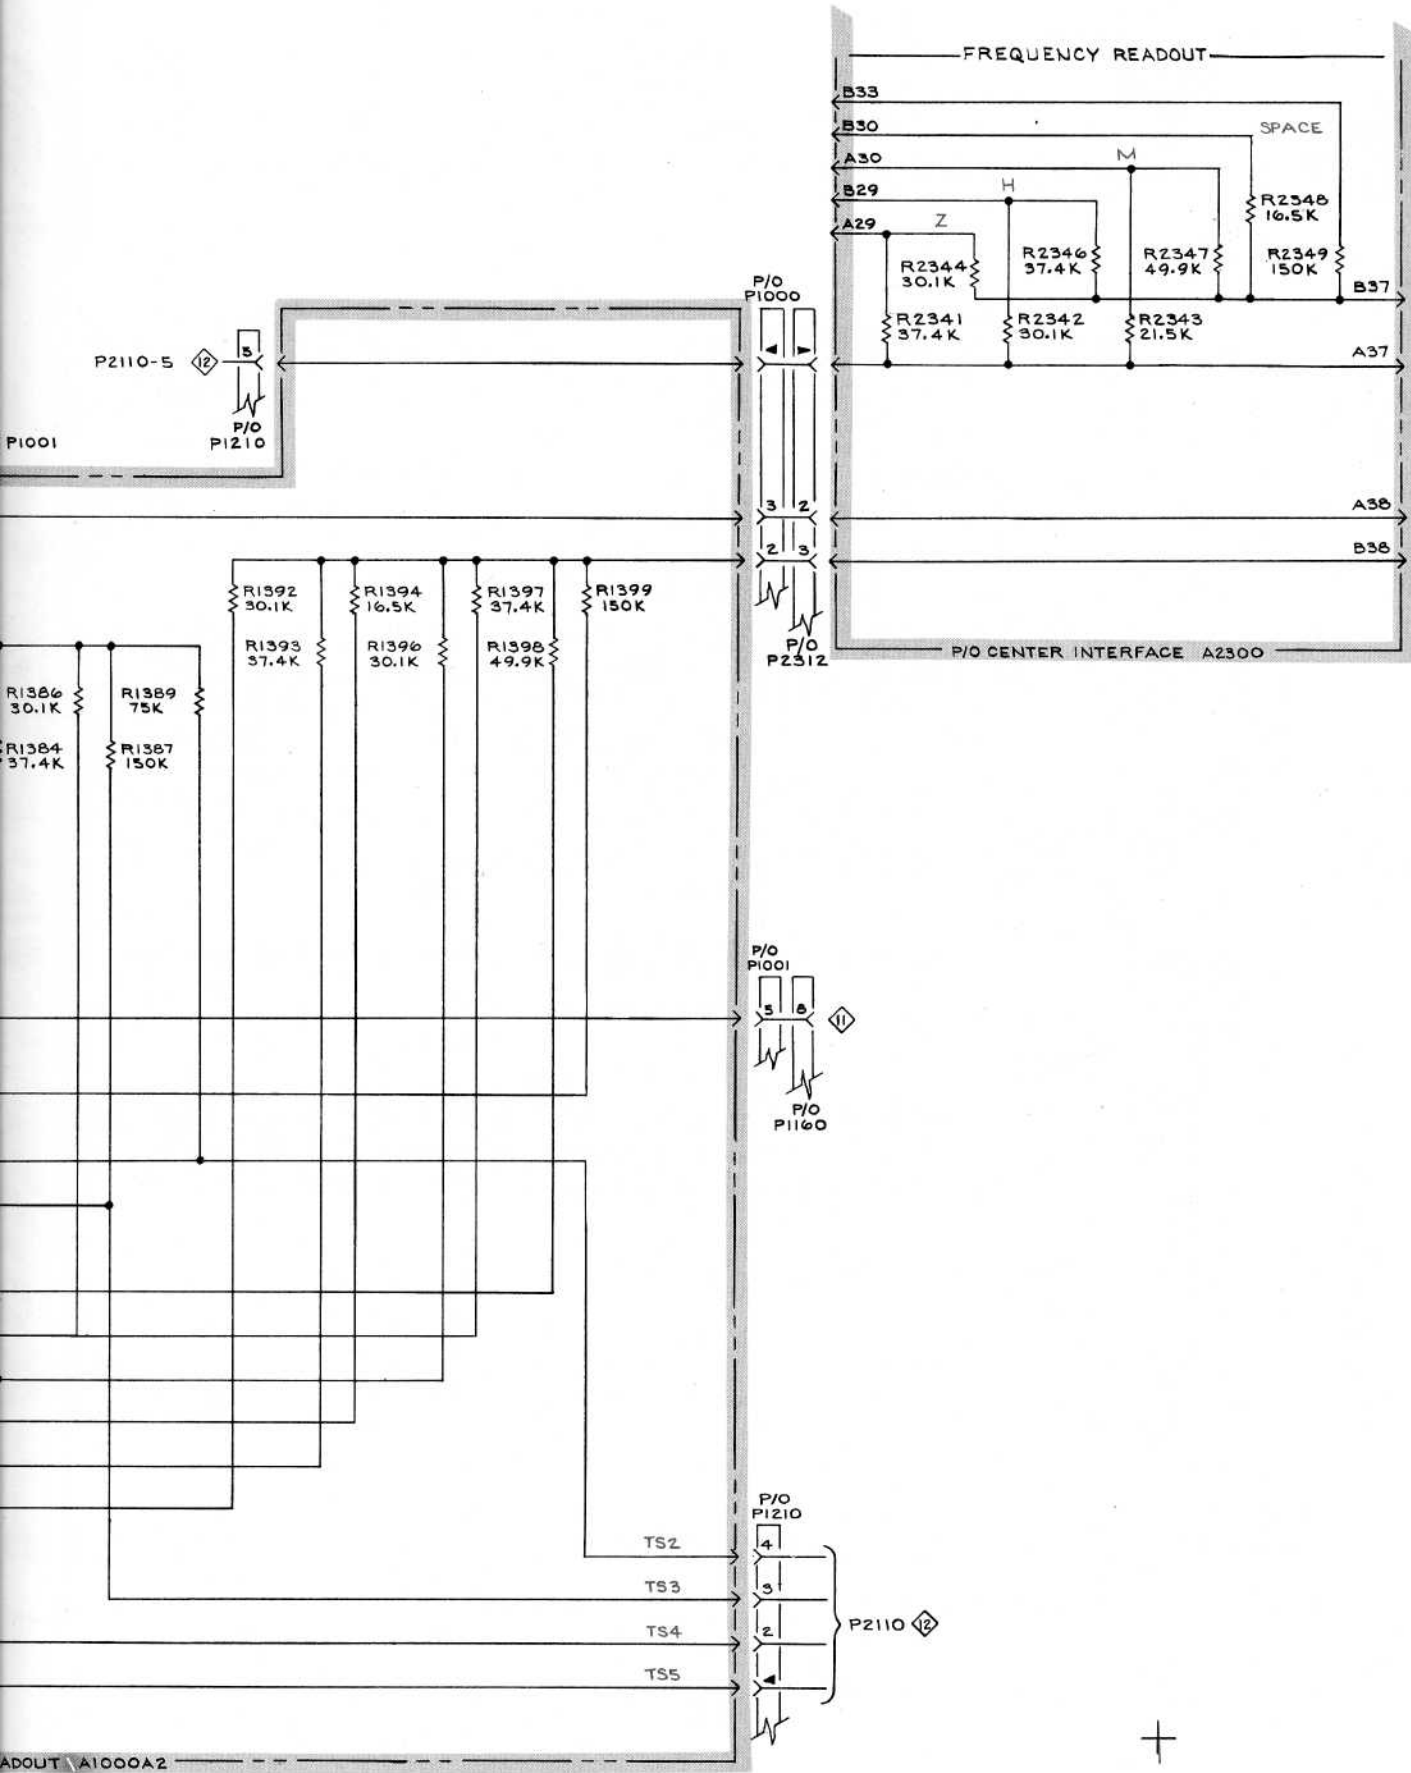 FREQUENCY READOUT
B33
B30
SPACE
A30
M
B29
H
A29
Z
R2348
16.5K
R2344
30.1K
R2346
37.4K
R2347
49.9K
R2349
150K
B37
R2341
37.4K
R2342
30.1K
R2343
21.5K
A37
P/O
P1000
P2110-5
12
5
P/O
P1210
P1001
3
2
A38
2
3
B38
P/O
P2312
P/O CENTER INTERFACE A2300
R1392
30.1K
R1394
16.5K
R1397
37.4K
R1399
150K
R1393
37.4K
R1396
30.1K
R1398
49.9K
R1386
30.1K
R1389
75K
R1384
37.4K
R1387
150K
P/O
P1001
5
8
11
P/O
P1160
P/O
P1210
TS2
4
TS3
3
TS4
2
TS5
P2110
12
ADOUT A1000A2